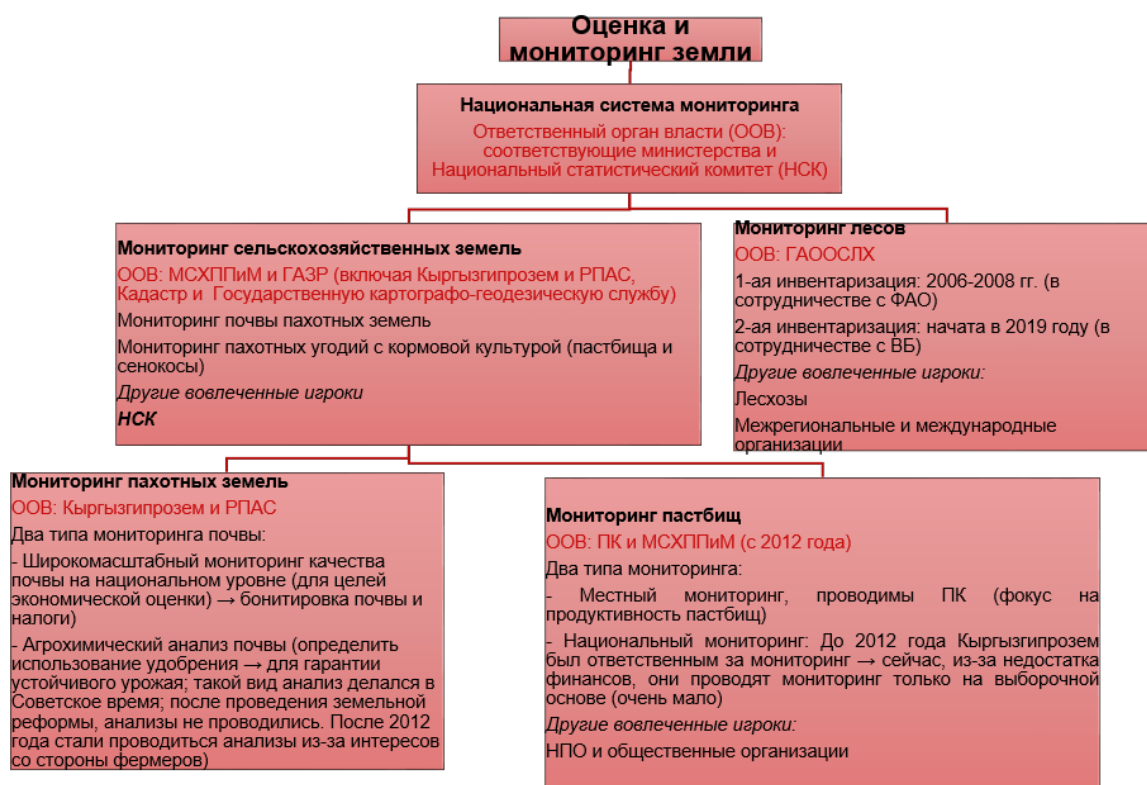 Оценка и
мониторинг земли
Национальная система мониторинга
Ответственный орган власти (ООВ):
соответствующие министерства и
Национальный статистический комитет (НСК)
Мониторинг сельскохозяйственных земель
ООВ: МСХППиМ и ГАЗР (включая Кыргызгипрозем и РПАС,
Кадастр и Государственную картографо-геодезическую службу)
Мониторинг почвы пахотных земель
Мониторинг пахотных угодий с кормовой культурой (пастбища и
сенокосы)
Другие вовлеченные игроки
НСК
Мониторинг лесов
ООВ: ГАООСЛХ
1-ая инвентаризация: 2006-2008 гг. (в
сотрудничестве с ФАО)
2-ая инвентаризация: начата в 2019 году (в
сотрудничестве с ВБ)
Другие вовлеченные игроки:
Лесхозы
Межрегиональные и международные
организации
Мониторинг пахотных земель
ООВ: Кыргызгипрозем и РПАС
Два типа мониторинга почвы:
- Широкомасштабный мониторинг качества
почвы на национальном уровне (для целей
экономической оценки) → бонитировка почвы и
налоги)
- Агрохимический анализ почвы (определить
использование удобрения → для гарантии
устойчивого урожая; такой вид анализ делался в
Советское время; после проведения земельной
реформы, анализы не проводились. После 2012
года стали проводиться анализы из-за интересов
со стороны фермеров)
Мониторинг пастбищ
ООВ: ПК и МСХППиМ (с 2012 года)
Два типа мониторинга:
- Местный мониторинг, проводимы ПК (фокус на
продуктивность пастбищ)
- Национальный мониторинг: До 2012 года Кыргызгипрозем
был ответственным за мониторинг → сейчас, из-за недостатка
финансов, они проводят мониторинг только на выборочной
основе (очень мало)
Другие вовлеченные игроки:
НПО и общественные организации